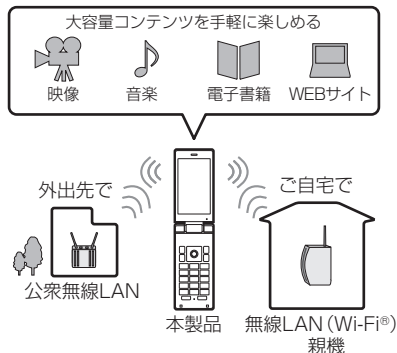 大容量コンテンツを手軽に楽しめる
映像 音楽 電子書籍 WEBサイト
外出先で
ご自宅で
公衆無線LAN
本製品
無線LAN(Wi-Fi®)
親機